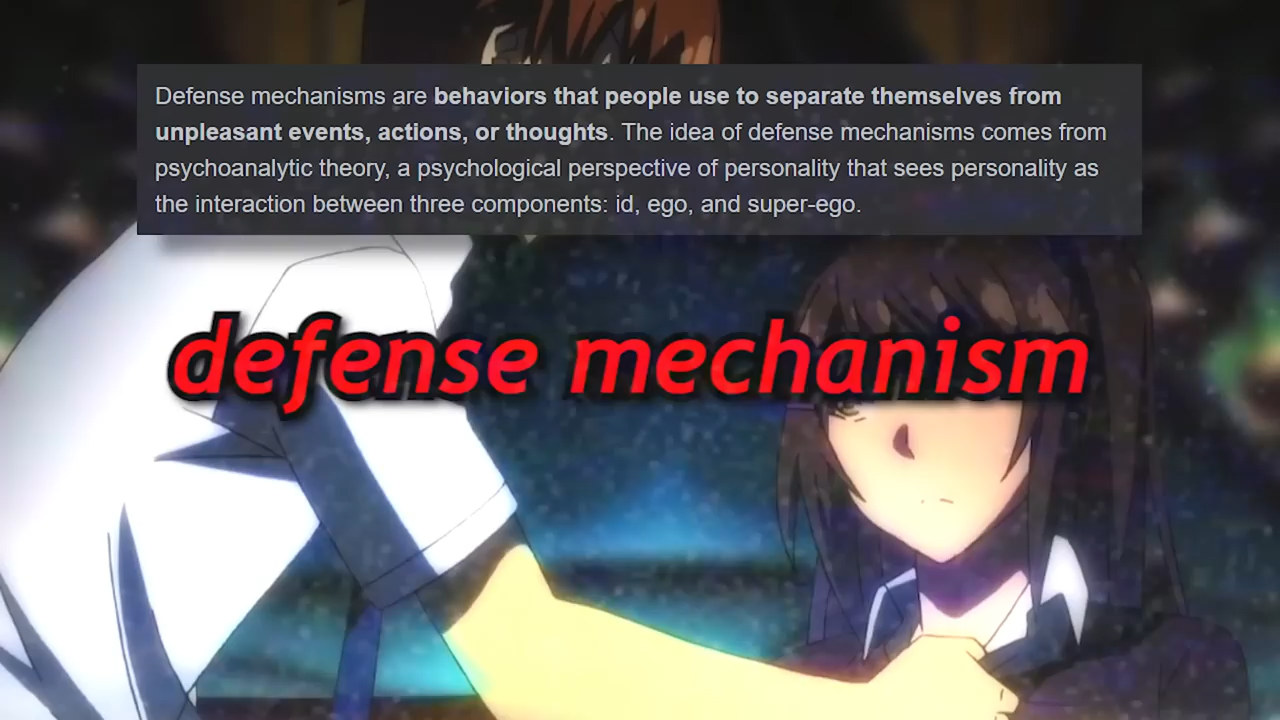 Defense mechanisms are behaviors that people use to separate themselves from
unpleasant events, actions, or thoughts. The idea of defense mechanisms comes from
psychoanalytic theory, a psychological perspective of personality that sees personality as
the interaction between three components: id, ego, and super-ego.
defense mechanism